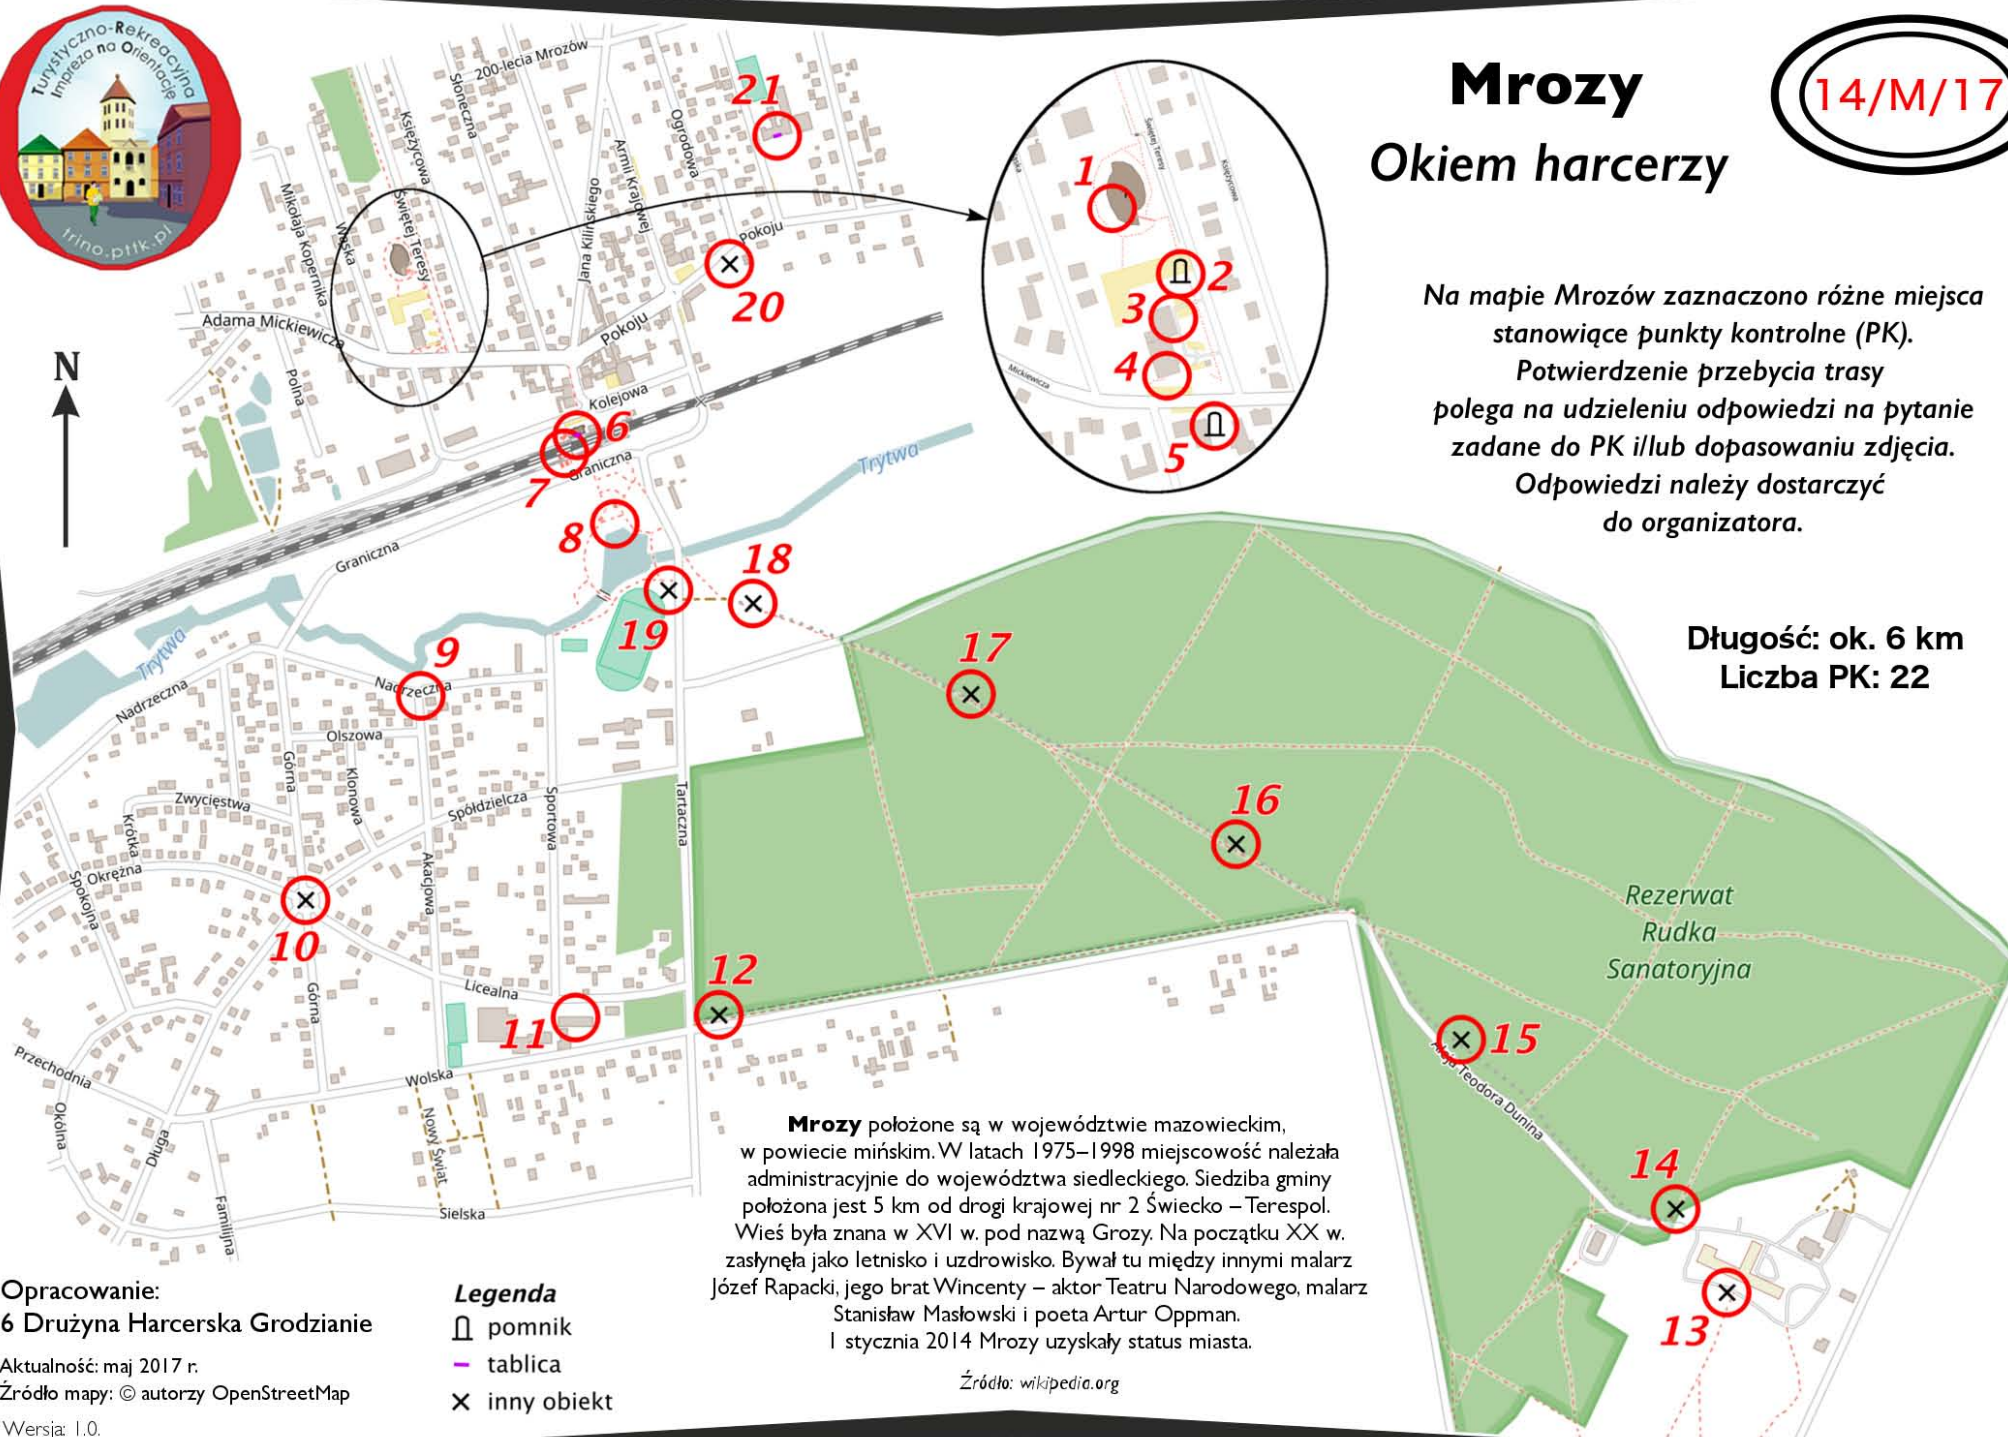 Turystyczno-Rekreacyjna
Impreza na Orientację
trino.pttk.pl
Mrozy
Okiem harcerzy
14/M/17
Na mapie Mrozów zaznaczono różne miejsca
stanowiące punkty kontrolne (PK).
Potwierdzenie przebycia trasy
polega na udzieleniu odpowiedzi na pytanie
zadane do PK i/lub dopasowaniu zdjęcia.
Odpowiedzi należy dostarczyć
do organizatora.
Długość: ok. 6 km
Liczba PK: 22
N
200-lecia Mrozów
Słoneczna
Księżycowa
Świętej Teresy
Wąska
Mikołaja Kopernika
Adama Mickiewicza
Polna
Jana Kilińskiego
Armii Krajowej
Ogrodowa
Pokoju
Pokoju
Kolejowa
Graniczna
Graniczna
21
20
6
7
8
18
19
1
2
3
4
5
Świętej Teresy
Księżycowa
Mickiewicza
Trytwa
Trytwa
9
Nadrzeczna
Nadrzeczna
Olszowa
Górna
Klonowa
Zwycięstwa
Krótka
Okrężna
Spokojna
Spółdzielcza
Sportowa
Tartaczna
Akacjowa
10
Górna
Licealna
11
12
Przechodnia
Okólna
Długa
Wolska
Nowy Świat
Familijna
Sielska
17
16
15
14
13
Rezerwat
Rudka
Sanatoryjna
Aleja Teodora Dunina
Mrozy położone są w województwie mazowieckim,
w powiecie mińskim. W latach 1975–1998 miejscowość należała
administracyjnie do województwa siedleckiego. Siedziba gminy
położona jest 5 km od drogi krajowej nr 2 Świecko – Terespol.
Wieś była znana w XVI w. pod nazwą Grozy. Na początku XX w.
zasłynęła jako letnisko i uzdrowisko. Bywał tu między innymi malarz
Józef Rapacki, jego brat Wincenty – aktor Teatru Narodowego, malarz
Stanisław Masłowski i poeta Artur Oppman.
1 stycznia 2014 Mrozy uzyskały status miasta.
Źródło: wikipedia.org
Opracowanie:
6 Drużyna Harcerska Grodzianie
Aktualność: maj 2017 r.
Źródło mapy: © autorzy OpenStreetMap
Wersja: 1.0.
Legenda
pomnik
tablica
inny obiekt